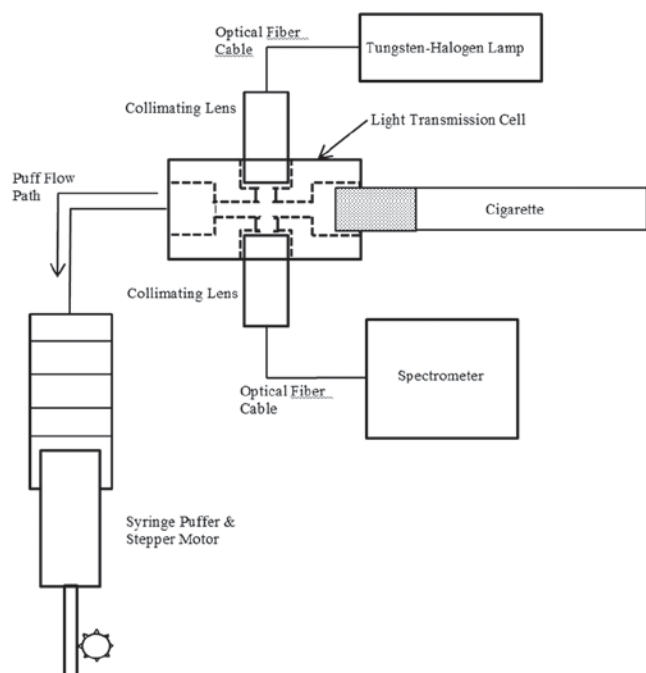 Optical Fiber
Cable
Tungsten-Halogen Lamp
Collimating Lens
Light Transmission Cell
Puff Flow
Path
Cigarette
Collimating Lens
Optical Fiber
Cable
Spectrometer
Syringe Puffer &
Stepper Motor